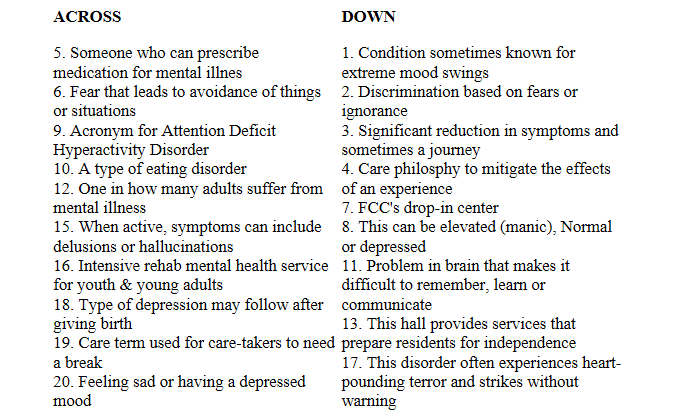 ACROSS
5. Someone who can prescribe
medication for mental illnes
6. Fear that leads to avoidance of things
or situations
9. Acronym for Attention Deficit
Hyperactivity Disorder
10. A type of eating disorder
12. One in how many adults suffer from
mental illness
15. When active, symptoms can include
delusions or hallucinations
16. Intensive rehab mental health service
for youth & young adults
18. Type of depression may follow after
giving birth
19. Care term used for care-takers to need
a break
20. Feeling sad or having a depressed
mood
DOWN
1. Condition sometimes known for
extreme mood swings
2. Discrimination based on fears or
ignorance
3. Significant reduction in symptoms and
sometimes a journey
4. Care philosphy to mitigate the effects
of an experience
7. FCC's drop-in center
8. This can be elevated (manic), Normal
or depressed
11. Problem in brain that makes it
difficult to remember, learn or
communicate
13. This hall provides services that
prepare residents for independence
17. This disorder often experiences heart-
pounding terror and strikes without
warning